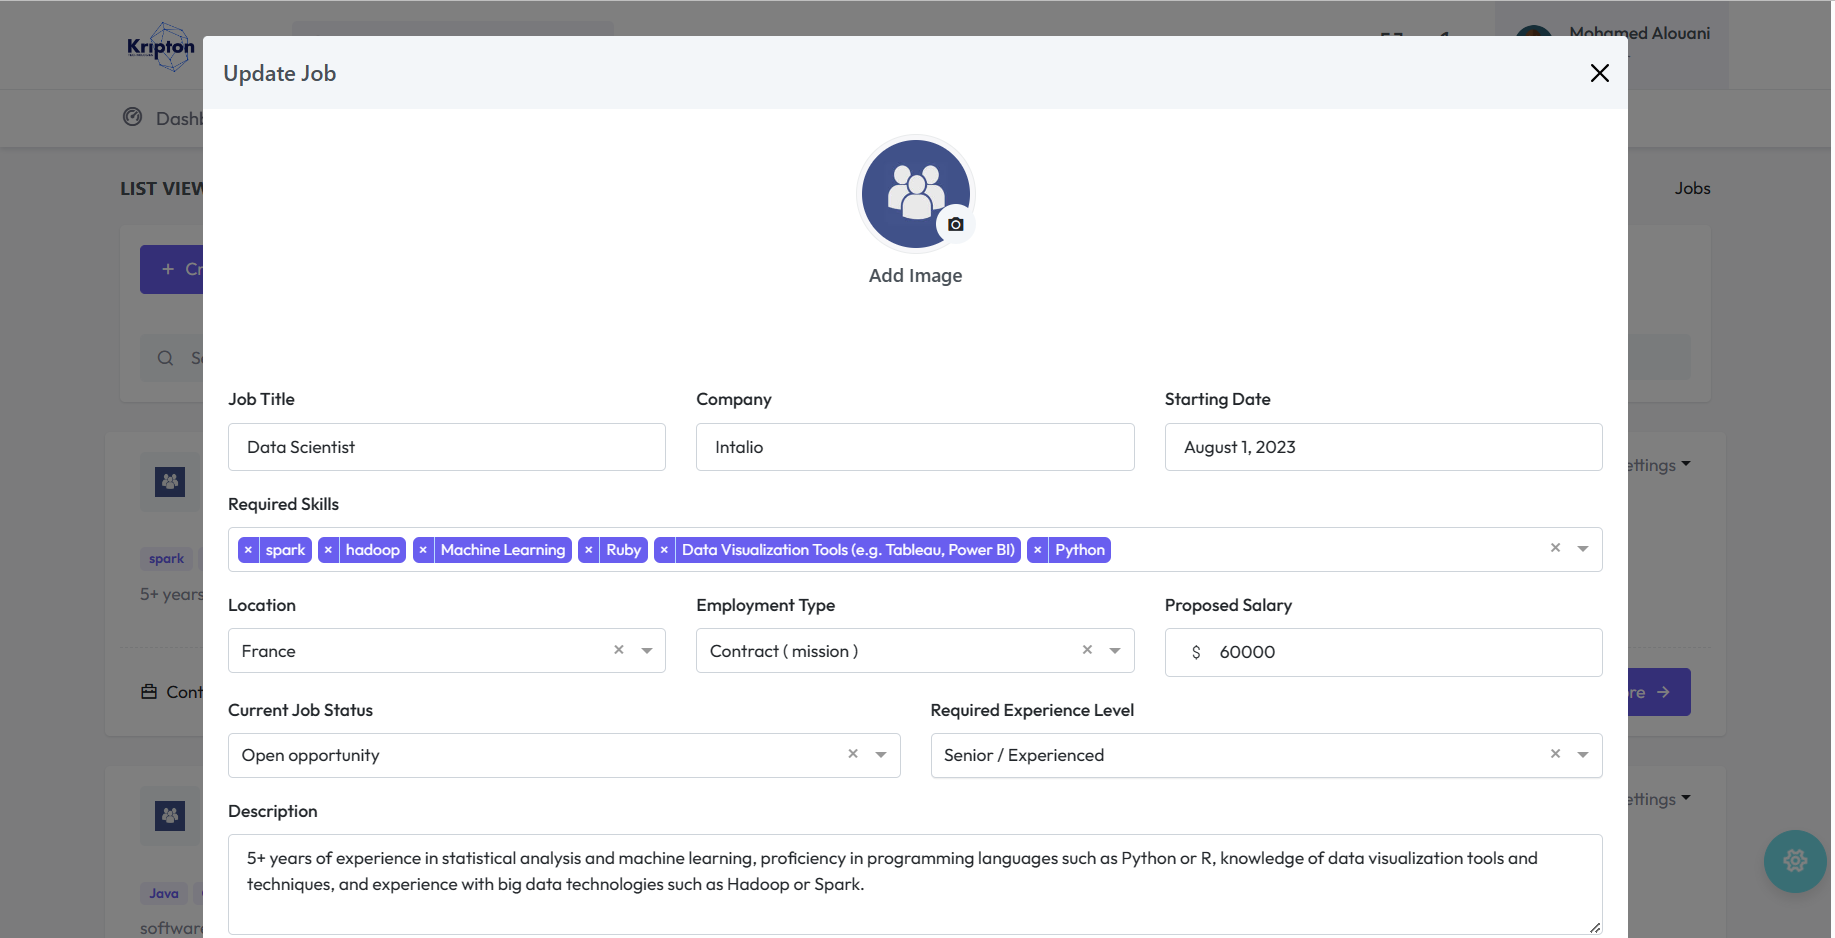 Kripton
Mohamed Alouani
Update Job
Dashb
LIST VIEW
Jobs
Add Image
+ Cr
Job Title
Company
Starting Date
Data Scientist
Intalio
August 1, 2023
ettings
Required Skills
× spark × hadoop × Machine Learning × Ruby × Data Visualization Tools (e.g. Tableau, Power BI) × Python
spark
5+ years
Location
Employment Type
Proposed Salary
France
Contract ( mission )
$ 60000
Cont
ore
Current Job Status
Required Experience Level
Open opportunity
Senior / Experienced
ettings
Description
5+ years of experience in statistical analysis and machine learning, proficiency in programming languages such as Python or R, knowledge of data visualization tools and
techniques, and experience with big data technologies such as Hadoop or Spark.
Java
software